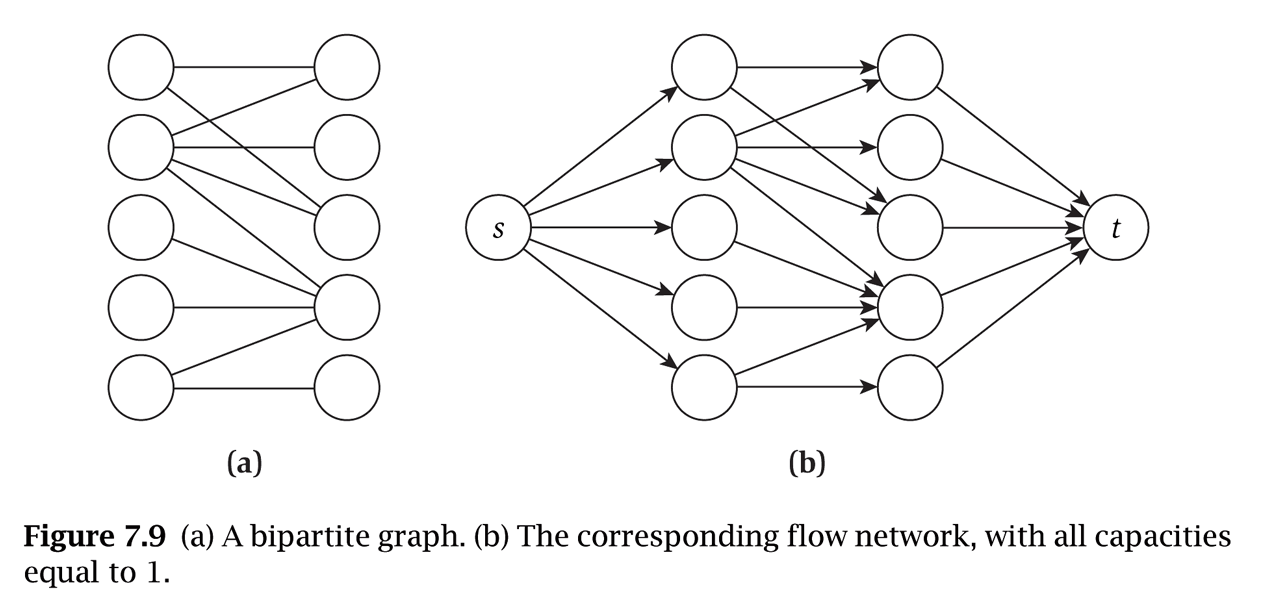 s
t
(a)
(b)
Figure 7.9 (a) A bipartite graph. (b) The corresponding flow network, with all capacities
equal to 1.